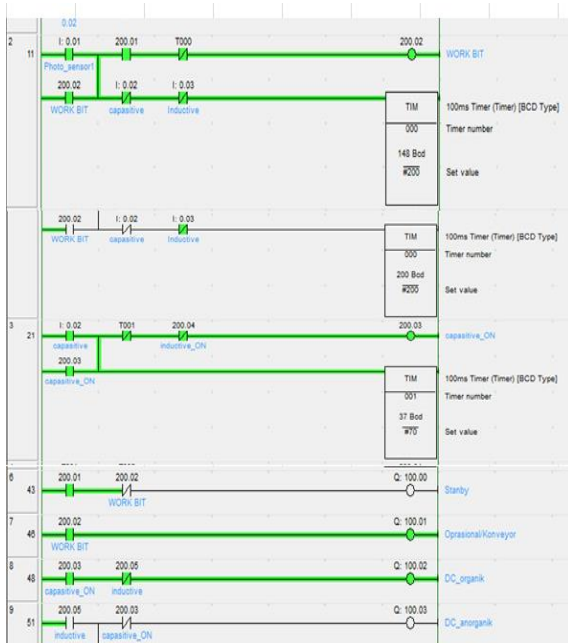 0.02
2 11 I: 0.01 200.01 T000 200.02 WORK BIT
Photo_sensor1
200.02 I: 0.02 I: 0.03
WORK BIT capasitive Inductive
TIM 100ms Timer (Timer) [BCD Type]
000 Timer number
148 Bcd
#200 Set value
200.02 I: 0.02 I: 0.03
WORK BIT capasitive Inductive
TIM 100ms Timer (Timer) [BCD Type]
000 Timer number
200 Bcd
#200 Set value
3 21 I: 0.02 T001 200.04 200.03 capasitive_ON
capasitive inductive_ON
200.03
capasitive_ON
TIM 100ms Timer (Timer) [BCD Type]
001 Timer number
37 Bcd
#70 Set value
6 43 200.01 200.02 Q: 100.00 Stanby
WORK BIT
7 46 200.02 Q: 100.01 Oprasional/Konveyor
WORK BIT
8 48 200.03 200.05 Q: 100.02 DC_organik
capasitive_ON inductive
9 51 200.05 200.03 Q: 100.03 DC_anorganik
inductive capasitive_ON